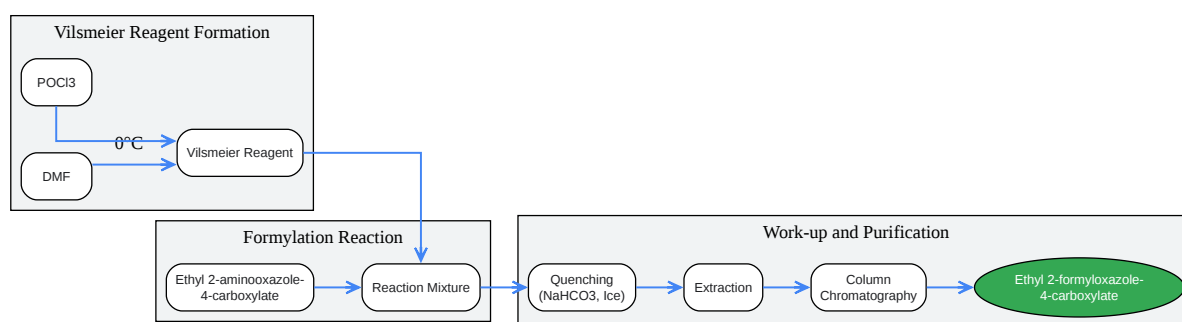 Vilsmeier Reagent Formation
POCl3
0°C
Vilsmeier Reagent
DMF
Formylation Reaction
Ethyl 2-aminooxazole-
4-carboxylate
Reaction Mixture
Work-up and Purification
Quenching
(NaHCO3, Ice)
Extraction
Column
Chromatography
Ethyl 2-formyloxazole-
4-carboxylate